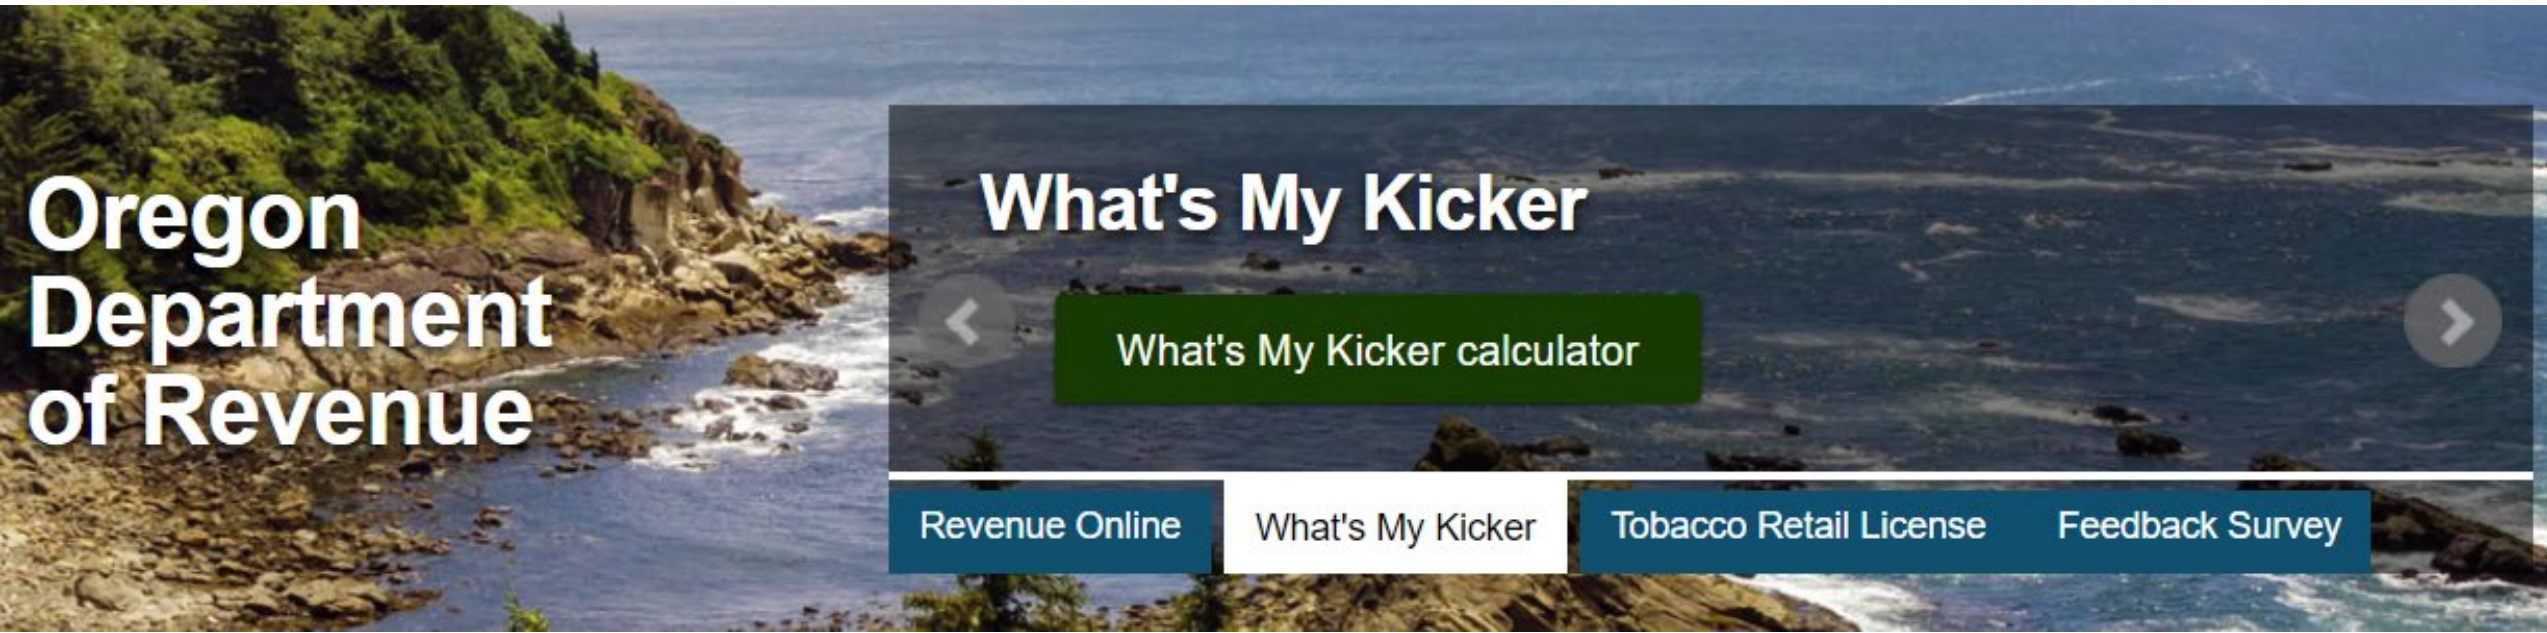 Oregon
Department
of Revenue
What's My Kicker
What's My Kicker calculator
Revenue Online
What's My Kicker
Tobacco Retail License
Feedback Survey